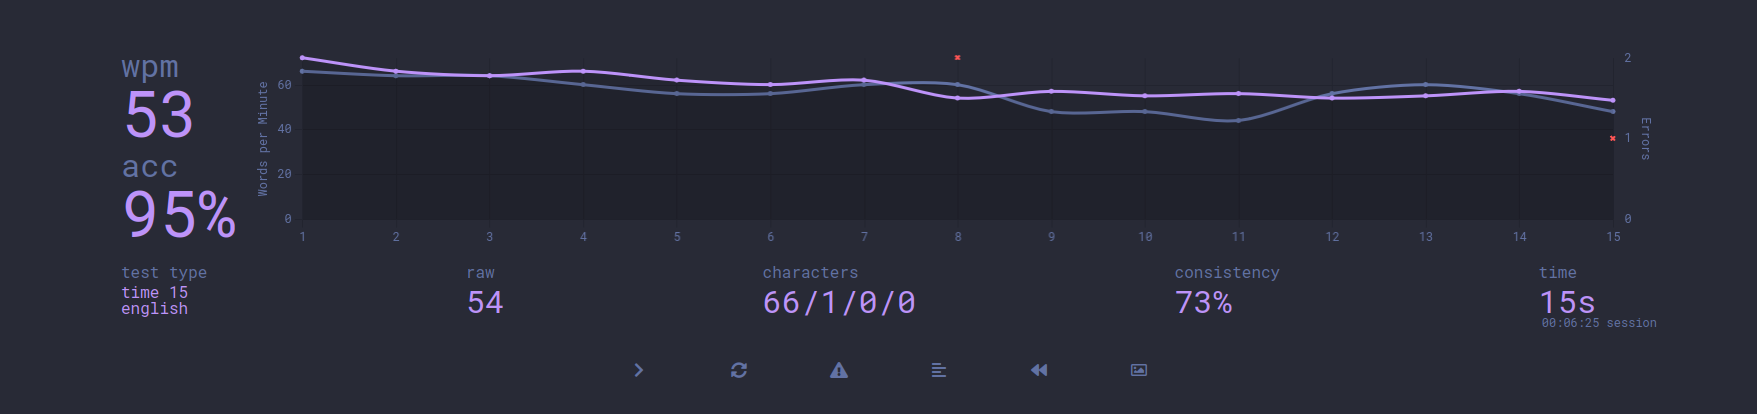 wpm
53
acc
95%
Words per Minute
60
40
20
0
2
1
0
Errors
1 2 3 4 5 6 7 8 9 10 11 12 13 14 15
test type
time 15
english
raw
54
characters
66/1/0/0
consistency
73%
time
15s
00:06:25 session